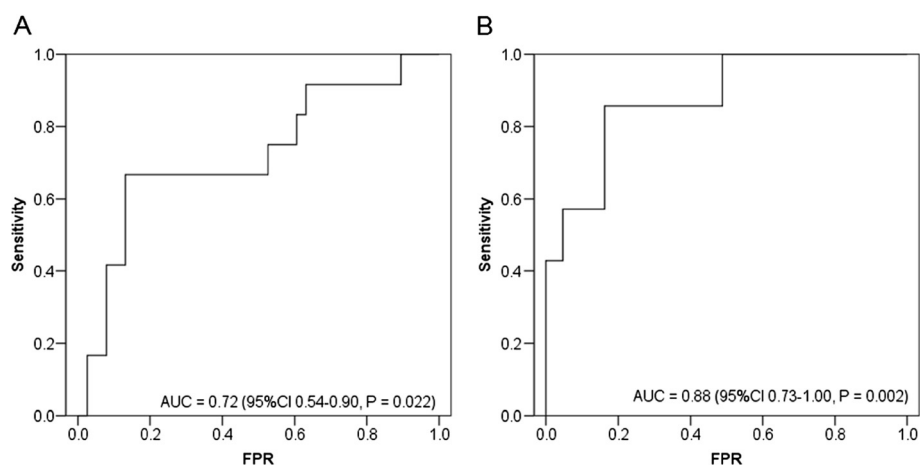 A
1.0
0.8
0.6
0.4
0.2
0.0
Sensitivity
AUC = 0.72 (95%CI 0.54-0.90, P = 0.022)
0.0 0.2 0.4 0.6 0.8 1.0
FPR
B
1.0
0.8
0.6
0.4
0.2
0.0
Sensitivity
AUC = 0.88 (95%CI 0.73-1.00, P = 0.002)
0.0 0.2 0.4 0.6 0.8 1.0
FPR